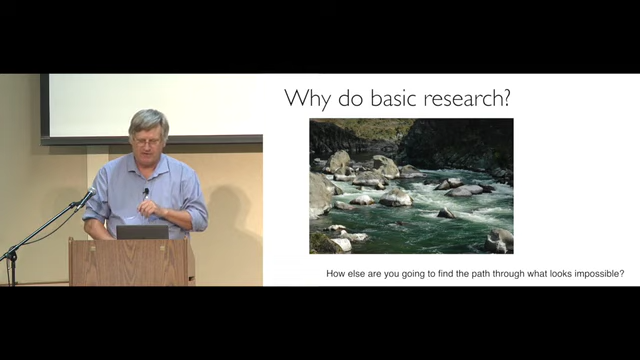 Why do basic research?
How else are you going to find the path through what looks impossible?